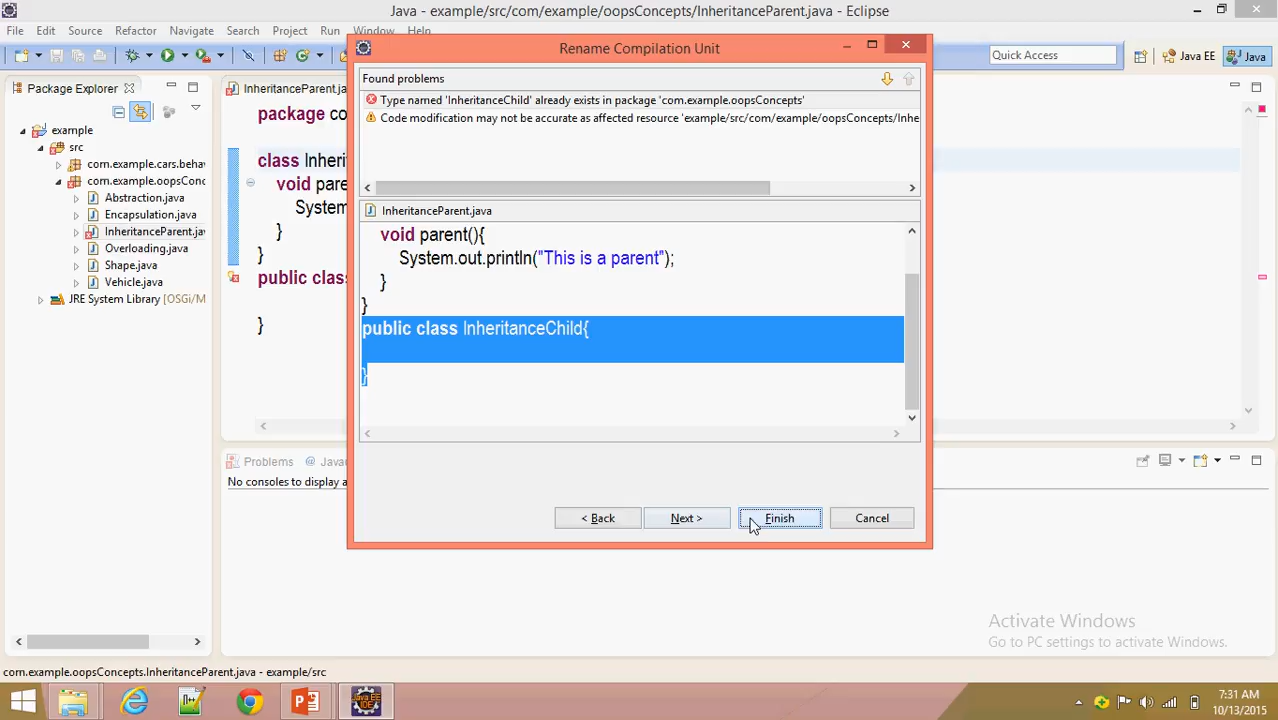 Java - example/src/com/example/oopsConcepts/InheritanceParent.java - Eclipse
File Edit Source Refactor Navigate Search Project Run Window Help
Quick Access
Java EE
Java
Package Explorer
example
src
com.example.cars.beha
com.example.oopsConc
Abstraction.java
Encapsulation.java
InheritanceParent.ja
Overloading.java
Shape.java
Vehicle.java
JRE System Library [OSGi/M
InheritanceParent.ja
package co
class Inherit
void pare
System
}
}
public class
}
Rename Compilation Unit
Found problems
Type named 'InheritanceChild' already exists in package 'com.example.oopsConcepts'
Code modification may not be accurate as affected resource 'example/src/com/example/oopsConcepts/Inhe
InheritanceParent.java
void parent(){
System.out.println("This is a parent");
}
}
public class InheritanceChild{
}
< Back
Next >
Finish
Cancel
Problems
@ Java
No consoles to display a
Activate Windows
Go to PC settings to activate Windows.
com.example.oopsConcepts.InheritanceParent.java - example/src
Java EE
IDE
7:31 AM
10/13/2015